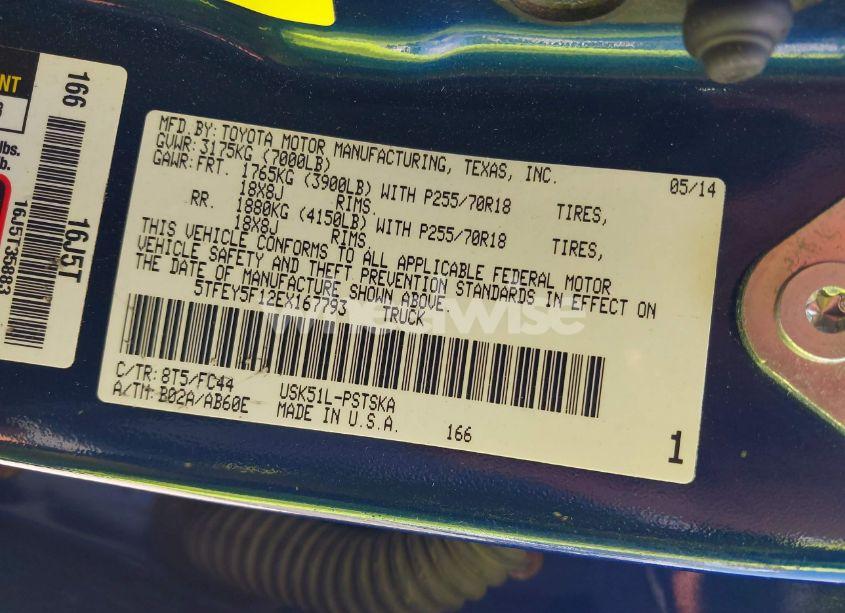 MFD.BY:TOYOTA MOTOR MANUFACTURING, TEXAS, INC.
GVWR:3175KG (7000LB) 05/14
GAWR:FRT. 1765KG (3900LB) WITH P255/70R18 TIRES,
18X8J RIMS.
RR. 1880KG (4150LB) WITH P255/70R18 TIRES,
18X8J RIMS.
THIS VEHICLE CONFORMS TO ALL APPLICABLE FEDERAL MOTOR
VEHICLE SAFETY AND THEFT PREVENTION STANDARDS IN EFFECT ON
THE DATE OF MANUFACTURE SHOWN ABOVE.
5TFEY5F12EX167793 TRUCK
C/TR:8T5/FC44 USK51L-PSTSKA
A/TM:B02A/AB60E MADE IN U.S.A. 166
1
166 16J5T
16J5T35883
lbs.
b.
wheelwise